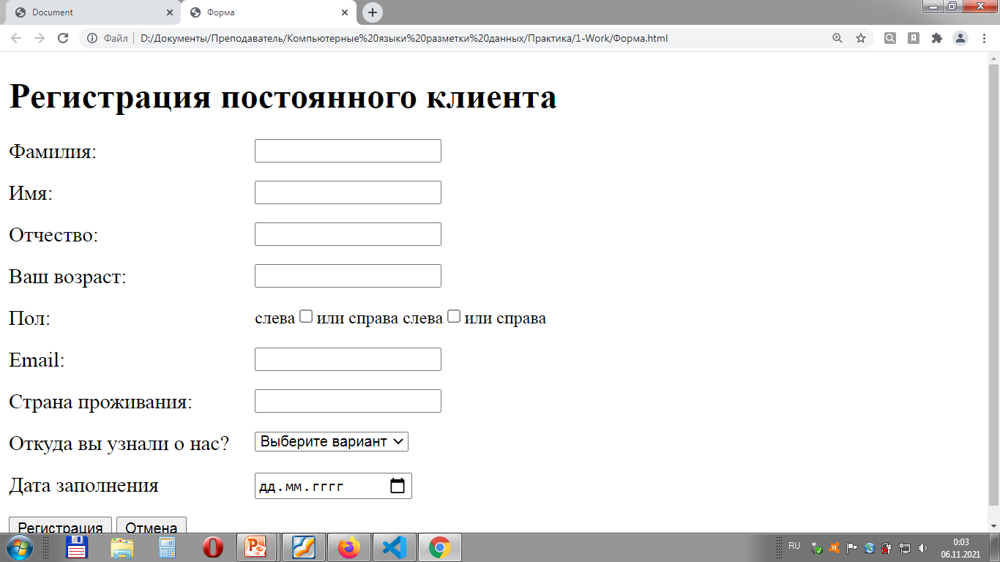 Document
Форма
Файл D:/Документы/Преподаватель/Компьютерные%20языки%20разметки%20данных/Практика/1-Work/Форма.html
Регистрация постоянного клиента
Фамилия:
Имя:
Отчество:
Ваш возраст:
Пол: слева или справа слева или справа
Email:
Страна проживания:
Откуда вы узнали о нас? Выберите вариант
Дата заполнения дд.мм.гггг
Регистрация Отмена
RU 0:03
06.11.2021